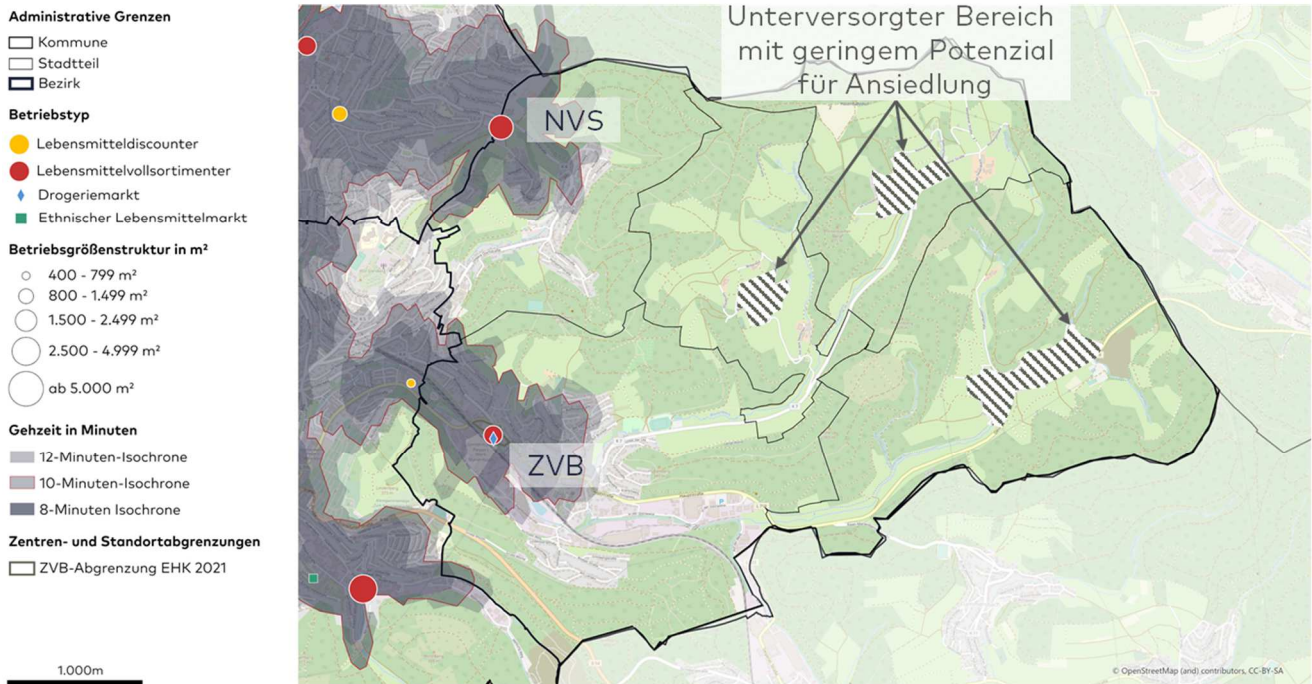 Administrative Grenzen
Kommune
Stadtteil
Bezirk
Betriebstyp
Lebensmitteldiscounter
Lebensmittelvollsortimenter
Drogeriemarkt
Ethnischer Lebensmittelmarkt
Betriebsgrößenstruktur in m²
400 - 799 m²
800 - 1.499 m²
1.500 - 2.499 m²
2.500 - 4.999 m²
ab 5.000 m²
Gehzeit in Minuten
12-Minuten-Isochrone
10-Minuten-Isochrone
8-Minuten Isochrone
Zentren- und Standortabgrenzungen
ZVB-Abgrenzung EHK 2021
1.000m
Unterversorgter Bereich
mit geringem Potenzial
für Ansiedlung
NVS
ZVB
© OpenStreetMap (and) contributors, CC-BY-SA